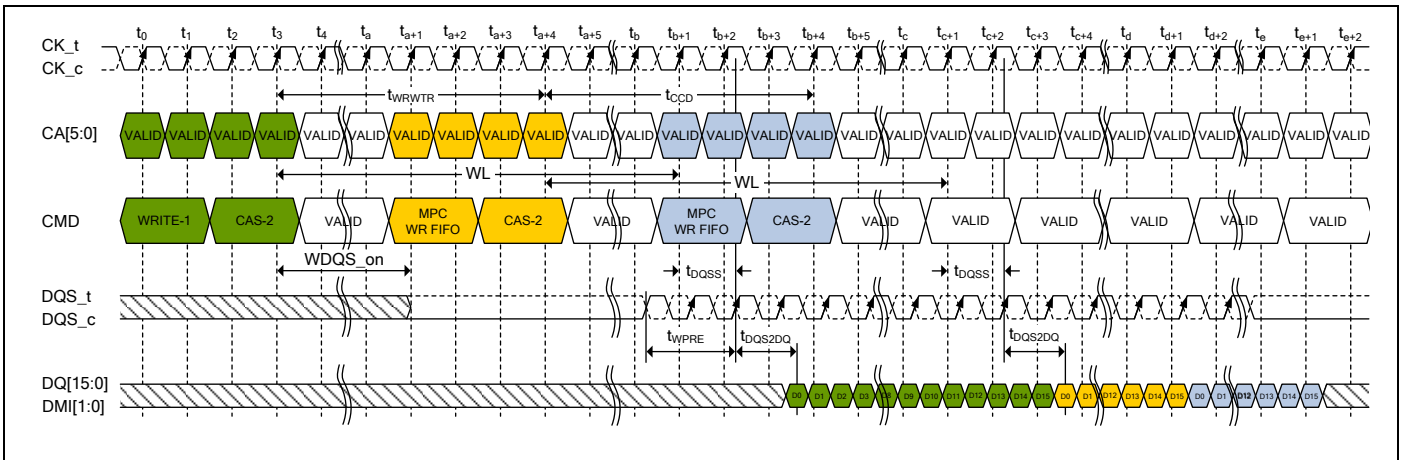 t0 t1 t2 t3 t4 ta ta+1 ta+2 ta+3 ta+4 ta+5 tb tb+1 tb+2 tb+3 tb+4 tb+5 tc tc+1 tc+2 tc+3 tc+4 td td+1 td+2 te te+1 te+2
CK_t
CK_c
tWRWTR tCCD
CA[5:0] VALID VALID VALID VALID VALID VALID VALID VALID VALID VALID VALID VALID VALID VALID VALID VALID VALID VALID VALID VALID VALID VALID VALID VALID VALID VALID VALID VALID
WL WL
CMD WRITE-1 CAS-2 VALID MPC WR FIFO CAS-2 VALID MPC WR FIFO CAS-2 VALID VALID VALID VALID VALID VALID
WDQS_on tDQSS tDQSS
DQS_t
DQS_c
tWPRE tDQS2DQ tDQS2DQ
DQ[15:0]
DMI[1:0]
D0 D1 D2 D3 D8 D9 D10 D11 D12 D13 D14 D15 D0 D1 D12 D13 D14 D15 D0 D1 D12 D13 D14 D15